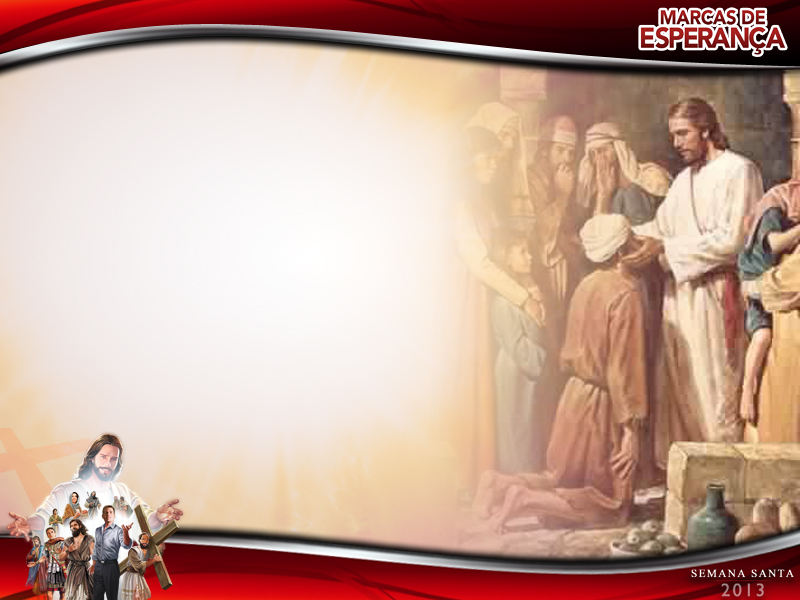 MARCAS DE
ESPERANÇA
SEMANA SANTA
2013